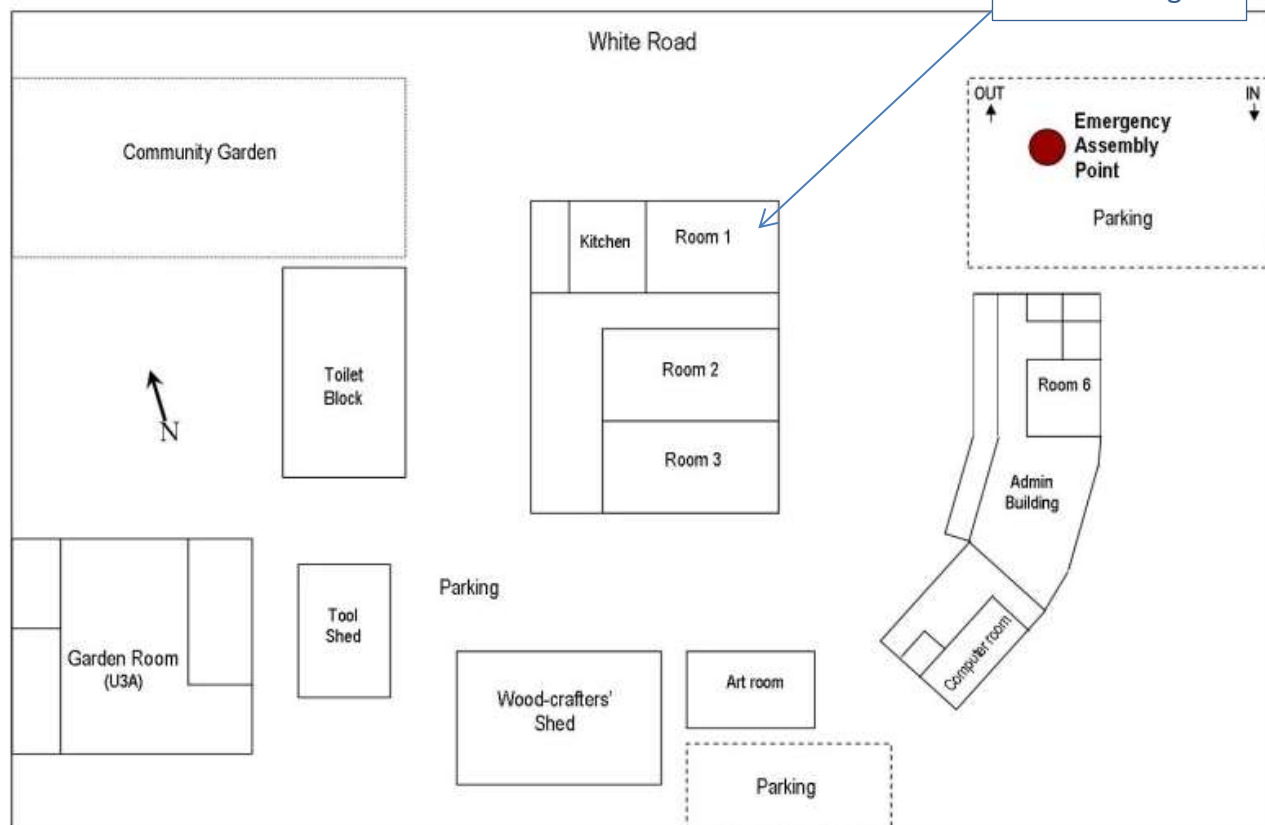 White Road
OUT
IN
Emergency
Assembly
Point
Parking
Community Garden
Kitchen
Room 1
Toilet
Block
Room 2
Room 3
N
Room 6
Admin
Building
Computer room
Parking
Tool
Shed
Garden Room
(U3A)
Wood-crafters'
Shed
Art room
Parking